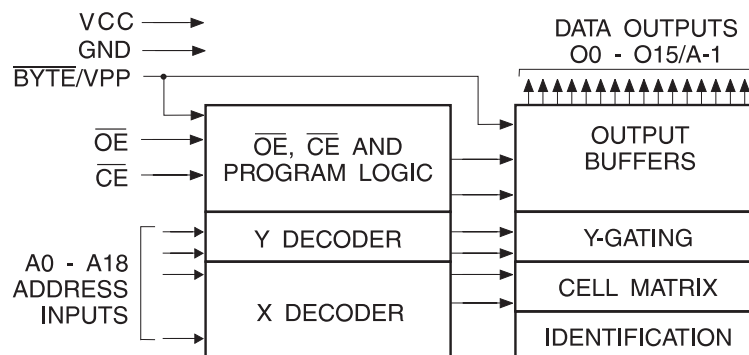 VCC
GND
BYTE/VPP
OE
CE
A0 - A18
ADDRESS
INPUTS
OE, CE AND
PROGRAM LOGIC
Y DECODER
X DECODER
DATA OUTPUTS
O0 - O15/A-1
OUTPUT
BUFFERS
Y-GATING
CELL MATRIX
IDENTIFICATION